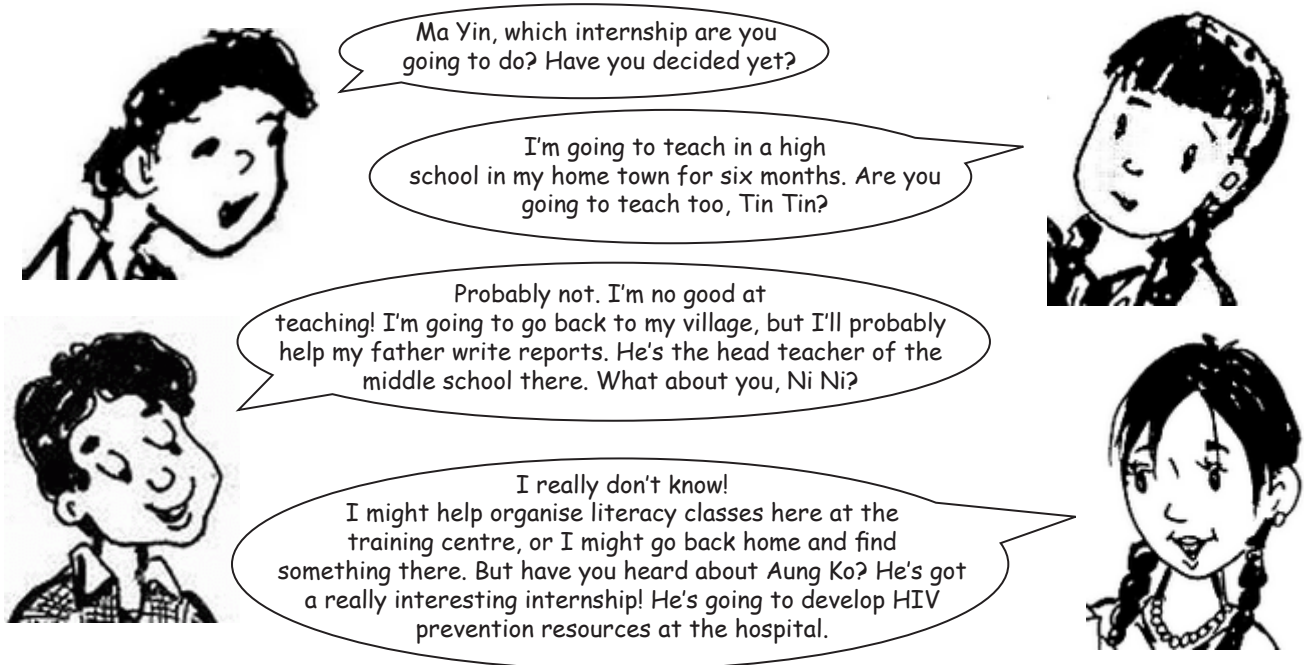 Ma Yin, which internship are you
going to do? Have you decided yet?
I'm going to teach in a high
school in my home town for six months. Are you
going to teach too, Tin Tin?
Probably not. I'm no good at
teaching! I'm going to go back to my village, but I'll probably
help my father write reports. He's the head teacher of the
middle school there. What about you, Ni Ni?
I really don't know!
I might help organise literacy classes here at the
training centre, or I might go back home and find
something there. But have you heard about Aung Ko? He's got
a really interesting internship! He's going to develop HIV
prevention resources at the hospital.